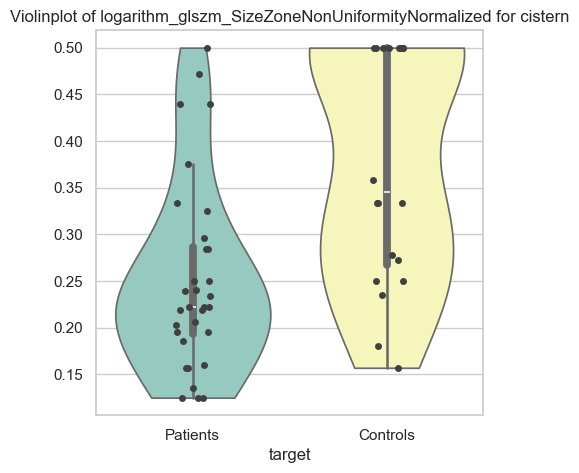 Violinplot of logarithm_glszm_SizeZoneNonUniformityNormalized for cistern
0.50
0.45
0.40
0.35
0.30
0.25
0.20
0.15
Patients
Controls
target